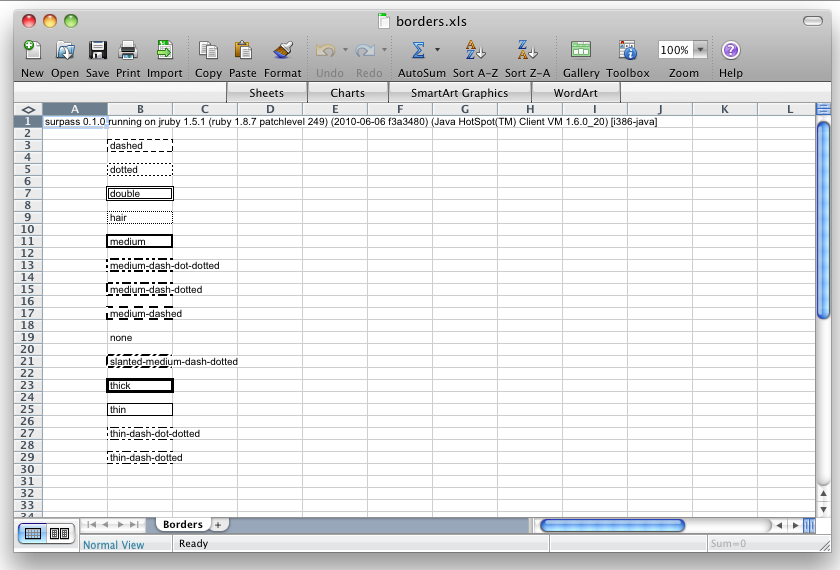 borders.xls
New Open Save Print Import Copy Paste Format Undo Redo AutoSum Sort A-Z Sort Z-A Gallery Toolbox 100% Zoom Help
Sheets Charts SmartArt Graphics WordArt
A B C D E F G H I J K L
1 surpass 0.1.0 running on jruby 1.5.1 (ruby 1.8.7 patchlevel 249) (2010-06-06 f3a3480) (Java HotSpot(TM) Client VM 1.6.0_20) [i386-java]
2
3 dashed
4
5 dotted
6
7 double
8
9 hair
10
11 medium
12
13 medium-dash-dot-dotted
14
15 medium-dash-dotted
16
17 medium-dashed
18
19 none
20
21 slanted-medium-dash-dotted
22
23 thick
24
25 thin
26
27 thin-dash-dot-dotted
28
29 thin-dash-dotted
30
31
32
33
34
Borders +
Normal View Ready Sum=0